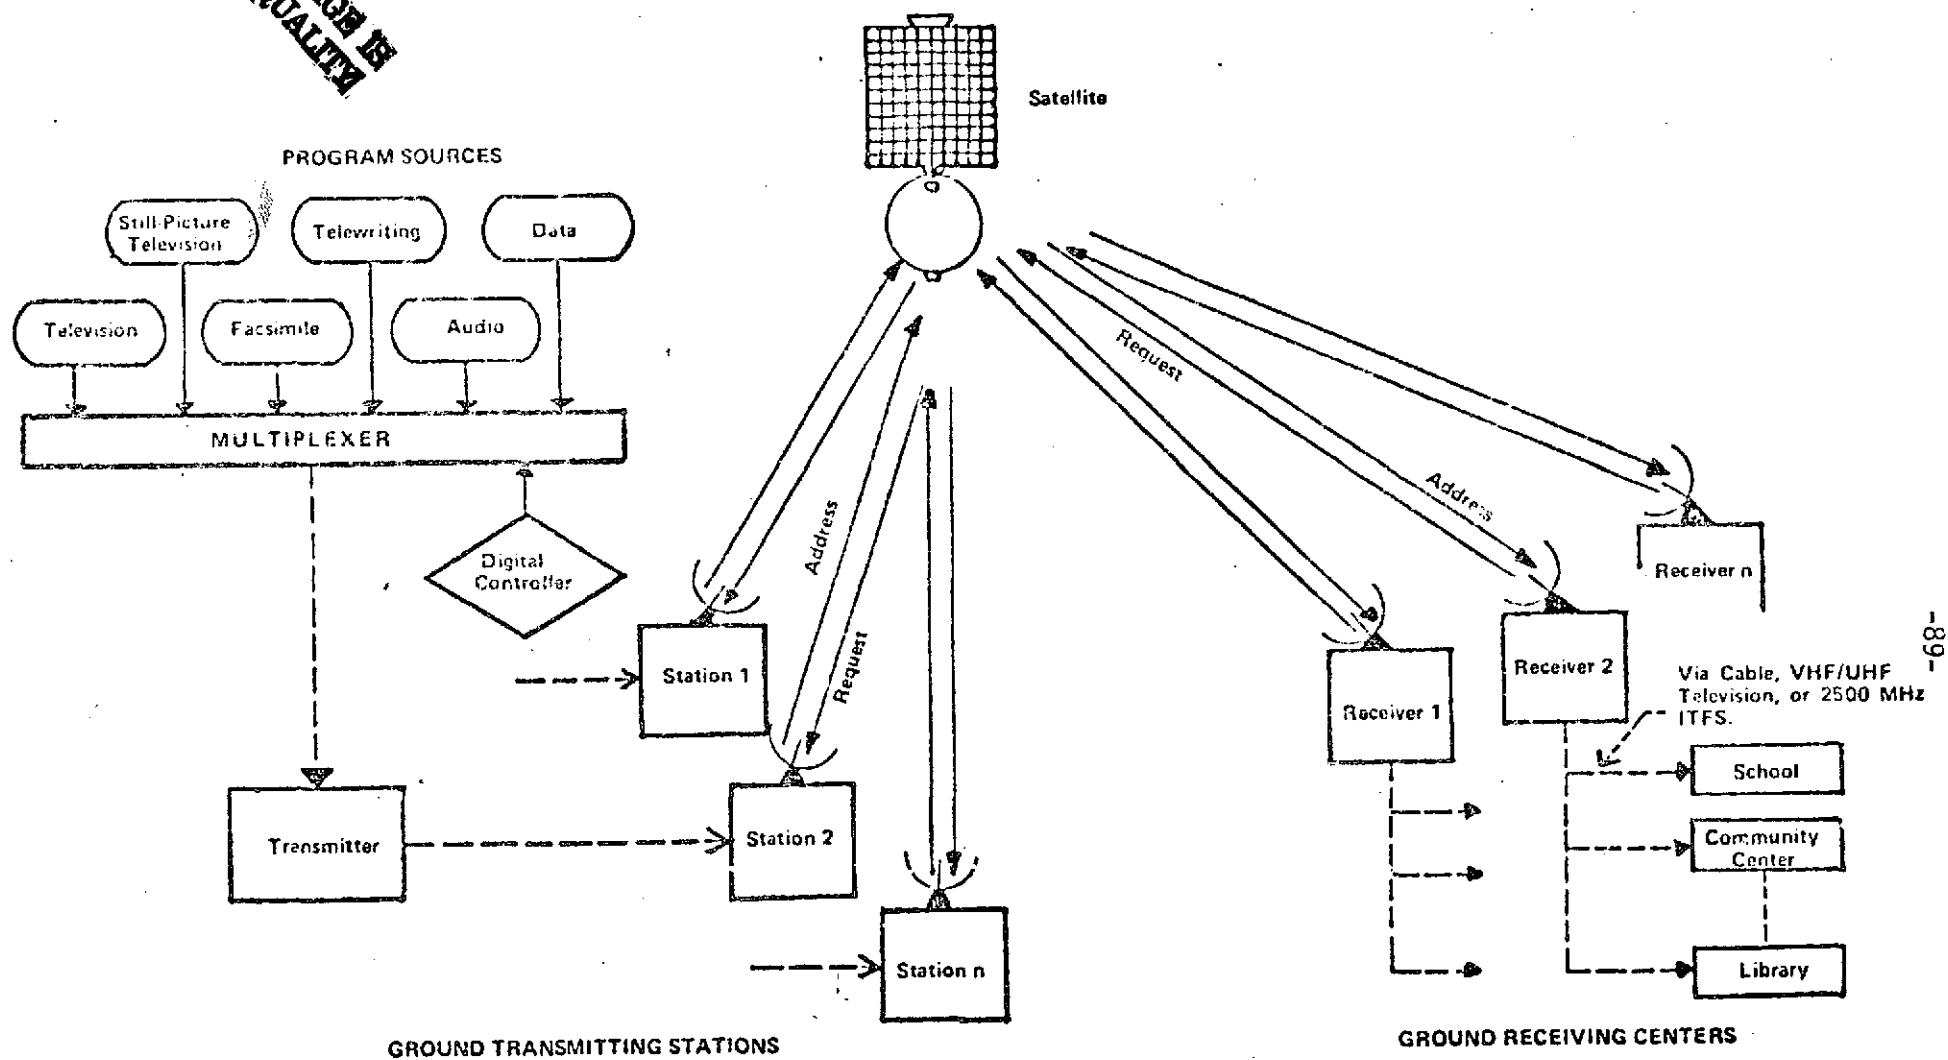 IS
QUALITY
Satellite
PROGRAM SOURCES
Still-Picture
Television
Telewriting
Data
Television
Facsimile
Audio
MULTIPLEXER
Digital
Controller
Request
Address
Address
Request
Station 1
Receiver n
Receiver 2
Receiver 1
Via Cable, VHF/UHF
Television, or 2500 MHz
ITFS.
School
Transmitter
Station 2
Community
Center
Station n
Library
GROUND TRANSMITTING STATIONS
GROUND RECEIVING CENTERS
-89-